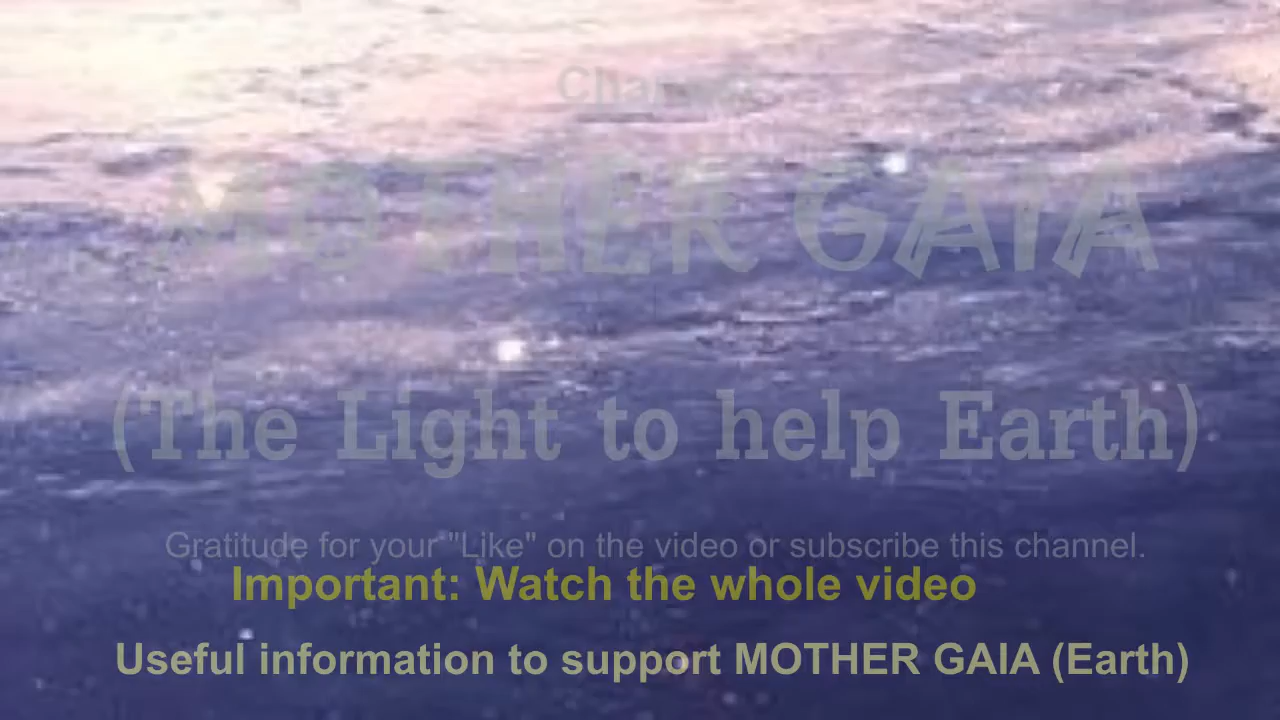 MOTHER GAIA
(The Light to help Earth)
Gratitude for your "Like" on the video or subscribe this channel.
Important: Watch the whole video
Useful information to support MOTHER GAIA (Earth)